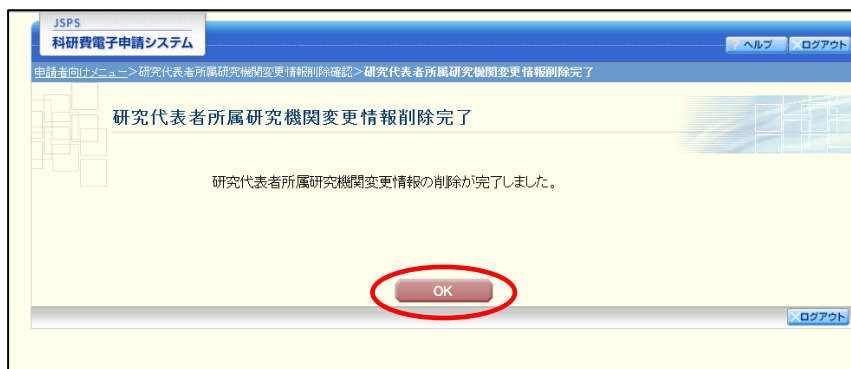 JSPS
科研費電子申請システム
? ヘルプ
×ログアウト
申請者向けメニュー>研究代表者所属研究機関変更情報削除確認>研究代表者所属研究機関変更情報削除完了
研究代表者所属研究機関変更情報削除完了
研究代表者所属研究機関変更情報の削除が完了しました。
OK
×ログアウト